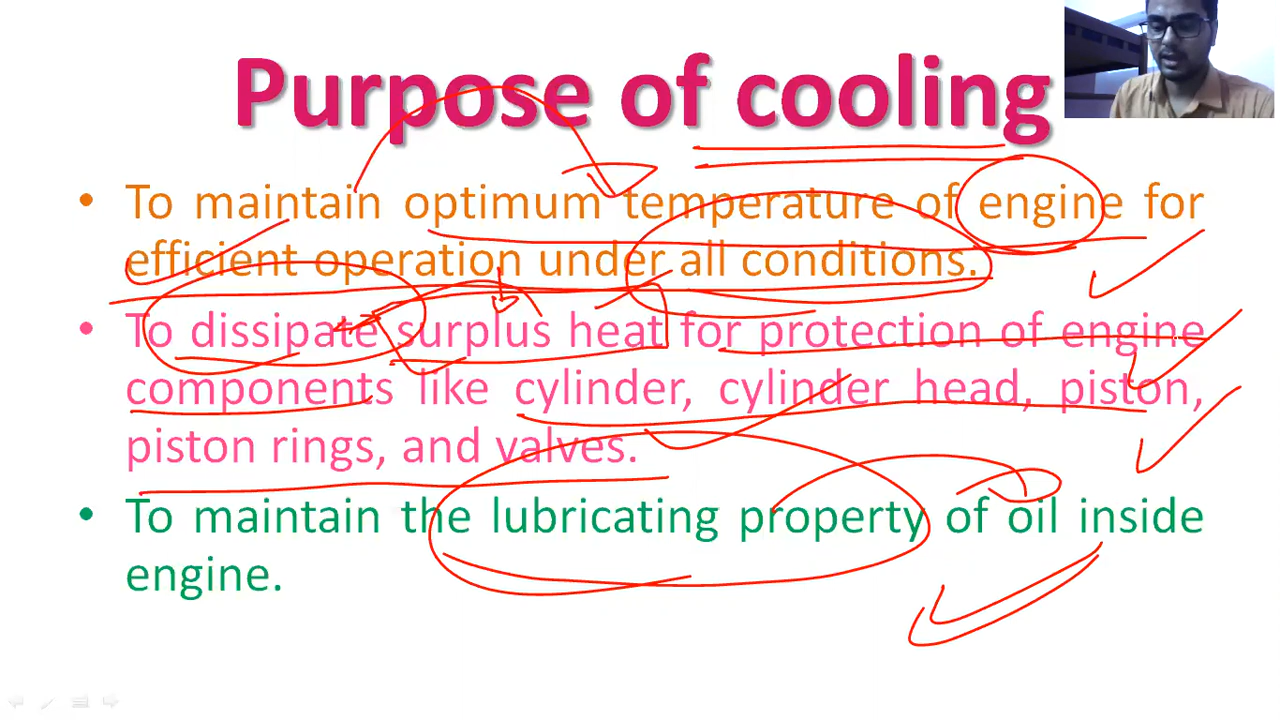 Purpose of cooling
• To maintain optimum temperature of engine for
efficient operation under all conditions.
• To dissipate surplus heat for protection of engine
components like cylinder, cylinder head, piston,
piston rings, and valves.
• To maintain the lubricating property of oil inside
engine.